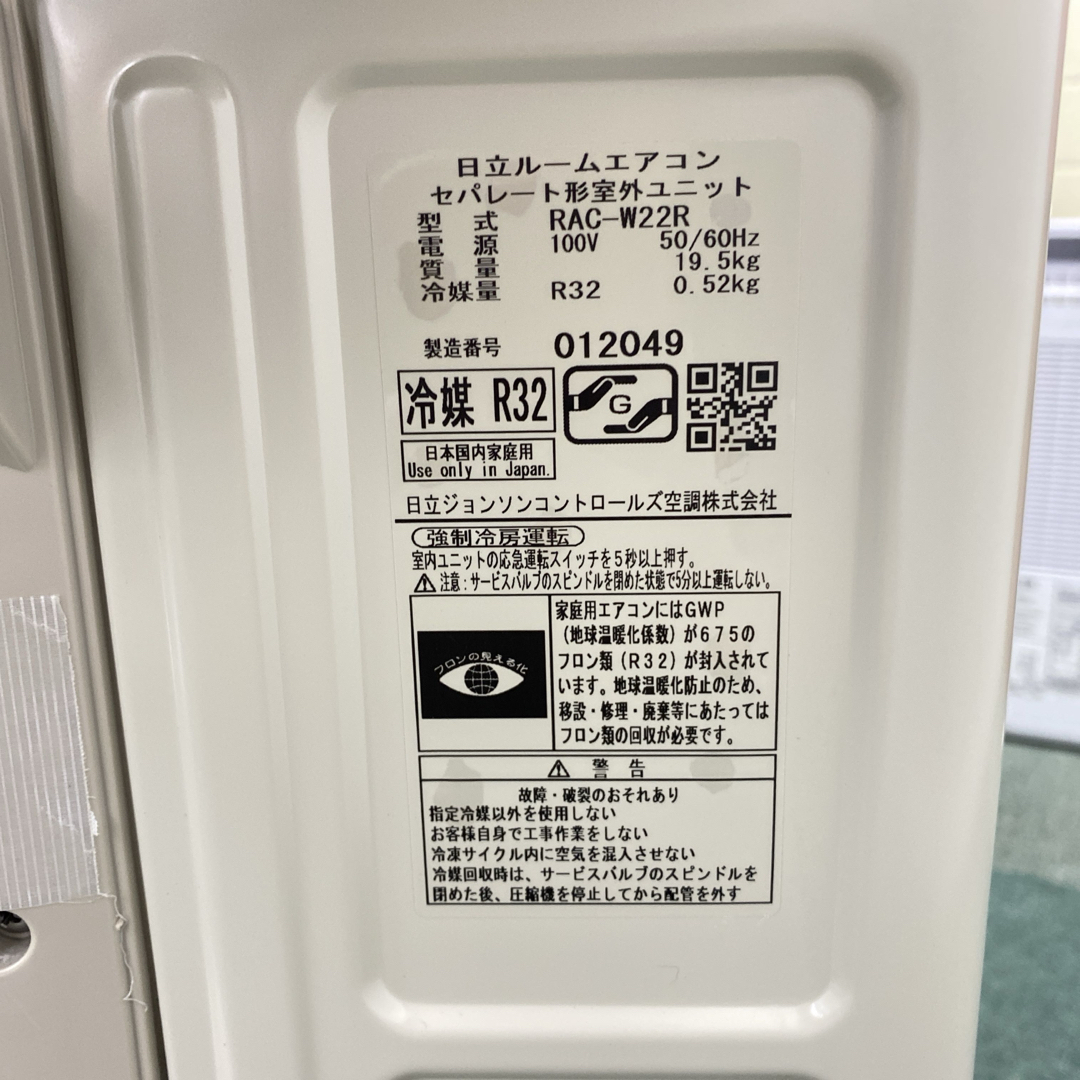 日立ルームエアコン
セパレート形室外ユニット
型式 RAC-W22R
電源 100V 50/60Hz
質量 19.5kg
冷媒量 R32 0.52kg
製造番号 012049
冷媒 R32
G
日本国内家庭用
Use only in Japan.
日立ジョンソンコントロールズ空調株式会社
強制冷房運転
室内ユニットの応急運転スイッチを5秒以上押す。
注意:サービスバルブのスピンドルを閉めた状態で5分以上運転しない。
フロンの見える化
家庭用エアコンにはGWP
(地球温暖化係数)が675の
フロン類(R32)が封入されて
います。地球温暖化防止のため、
移設・修理・廃棄等にあたっては
フロン類の回収が必要です。
警告
故障・破裂のおそれあり
指定冷媒以外を使用しない
お客様自身で工事作業をしない
冷凍サイクル内に空気を混入させない
冷媒回収時は、サービスバルブのスピンドルを
閉めた後、圧縮機を停止してから配管を外す